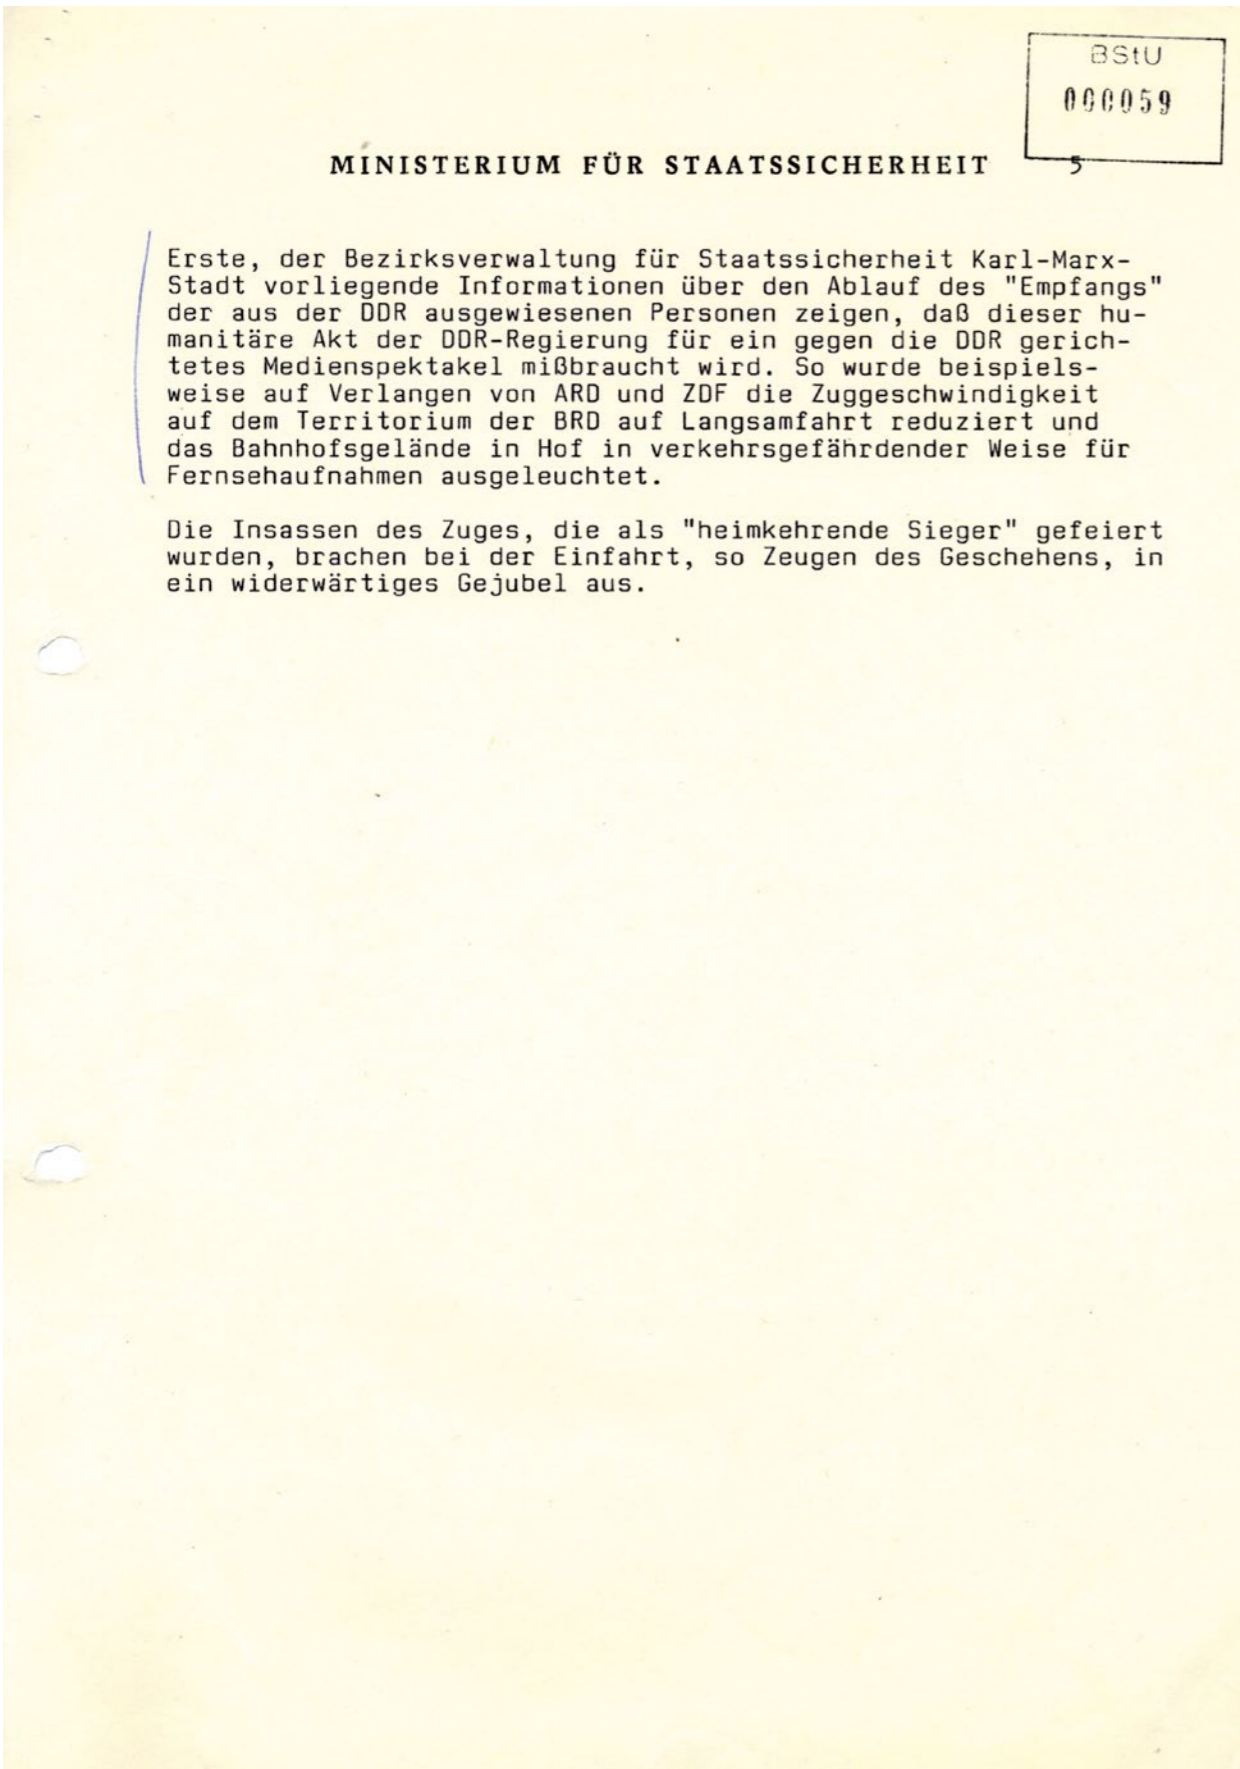 BStU
000059
MINISTERIUM FÜR STAATSSICHERHEIT 5
Erste, der Bezirksverwaltung für Staatssicherheit Karl-Marx-
Stadt vorliegende Informationen über den Ablauf des "Empfangs"
der aus der DDR ausgewiesenen Personen zeigen, daß dieser hu-
manitäre Akt der DDR-Regierung für ein gegen die DDR gerich-
tetes Medienspektakel mißbraucht wird. So wurde beispiels-
weise auf Verlangen von ARD und ZDF die Zuggeschwindigkeit
auf dem Territorium der BRD auf Langsamfahrt reduziert und
das Bahnhofsgelände in Hof in verkehrsgefährdender Weise für
Fernsehaufnahmen ausgeleuchtet.
Die Insassen des Zuges, die als "heimkehrende Sieger" gefeiert
wurden, brachen bei der Einfahrt, so Zeugen des Geschehens, in
ein widerwärtiges Gejubel aus.